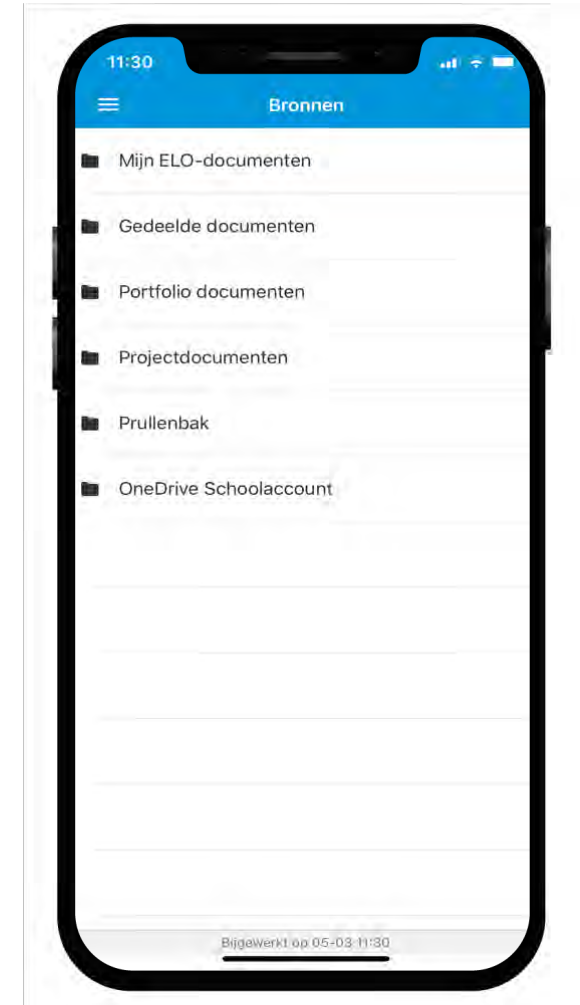 11:30
Bronnen
Mijn ELO-documenten
Gedeelde documenten
Portfolio documenten
Projectdocumenten
Prullenbak
OneDrive Schoolaccount
Bijgewerkt op 05-03 11:30